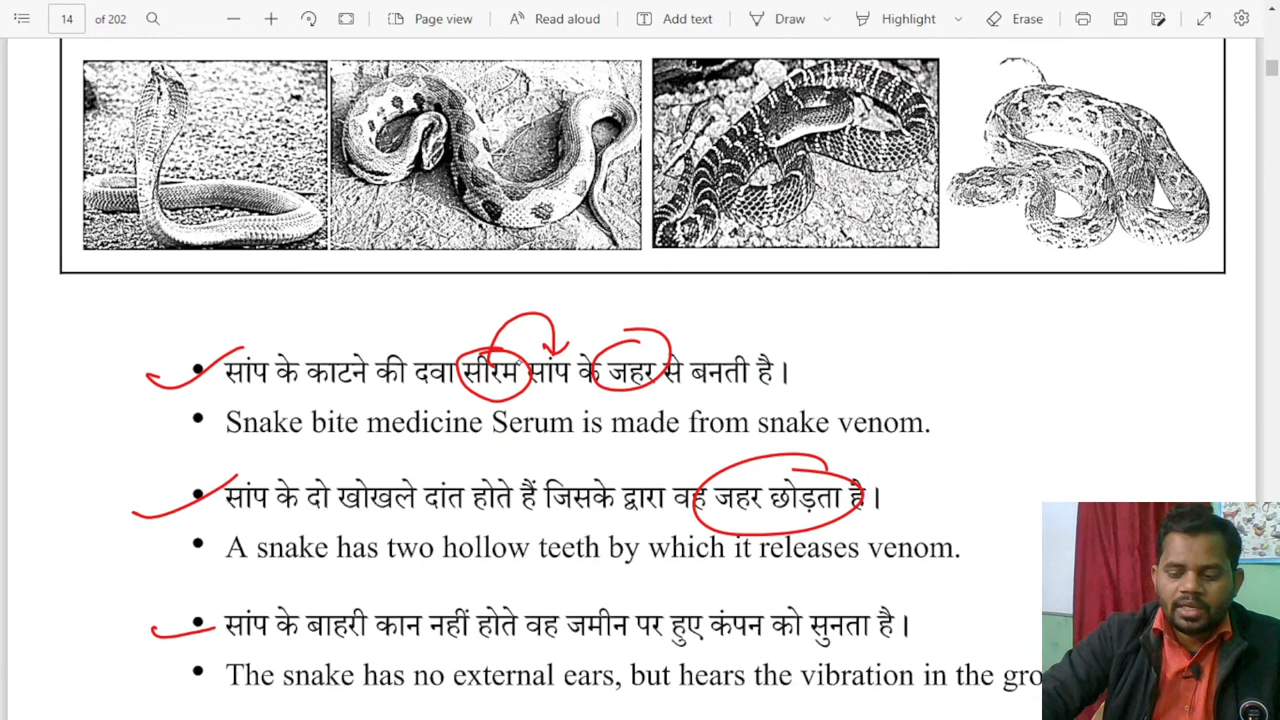 14 of 202 Page view Read aloud Add text Draw Highlight Erase
सांप के काटने की दवा सीरम सांप के जहर से बनती है।
Snake bite medicine Serum is made from snake venom.
सांप के दो खोखले दांत होते हैं जिसके द्वारा वह जहर छोड़ता है।
A snake has two hollow teeth by which it releases venom.
सांप के बाहरी कान नहीं होते वह जमीन पर हुए कंपन को सुनता है।
The snake has no external ears, but hears the vibration in the